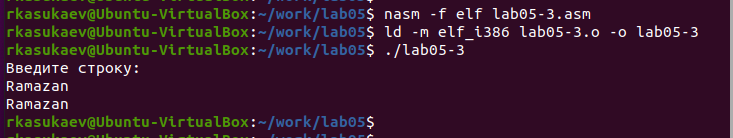 rkasukaev@Ubuntu-VirtualBox:~/work/lab05$ nasm -f elf lab05-3.asm
rkasukaev@Ubuntu-VirtualBox:~/work/lab05$ ld -m elf_i386 lab05-3.o -o lab05-3
rkasukaev@Ubuntu-VirtualBox:~/work/lab05$ ./lab05-3
Введите строку:
Ramazan
Ramazan
rkasukaev@Ubuntu-VirtualBox:~/work/lab05$